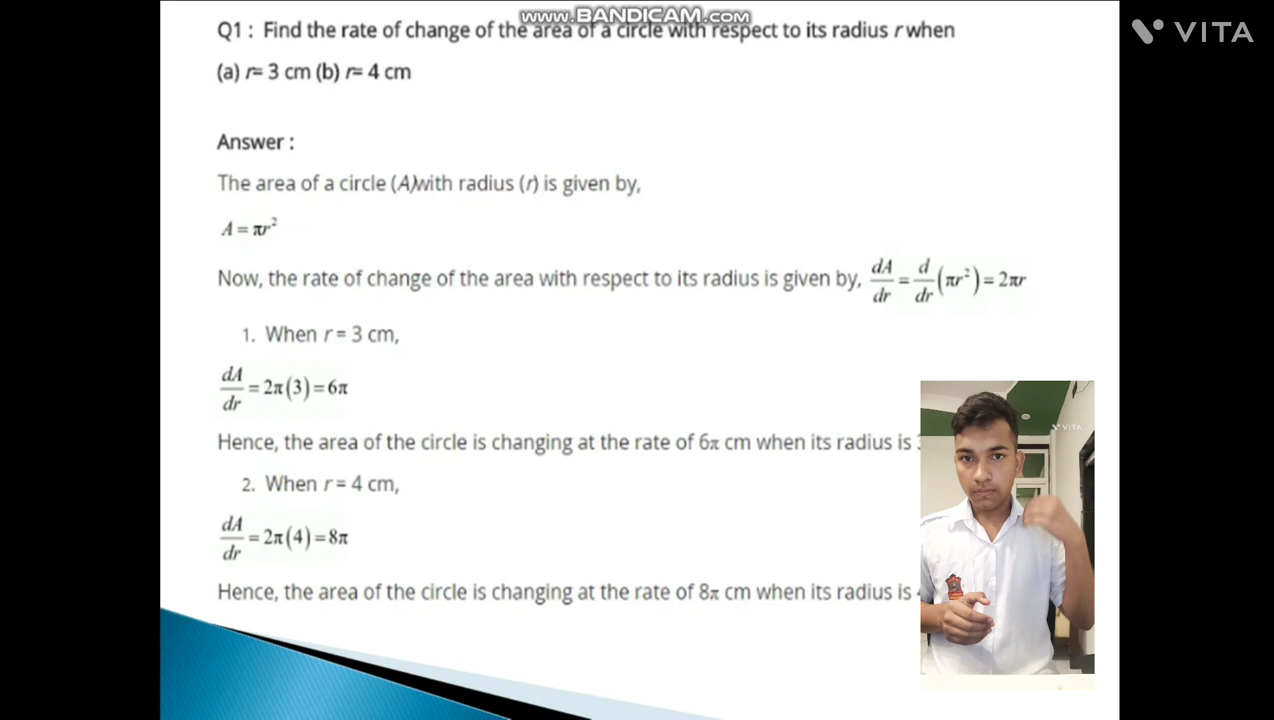 www.BANDICAM.com
VITA
Q1 : Find the rate of change of the area of a circle with respect to its radius r when
(a) r= 3 cm (b) r= 4 cm
Answer :
The area of a circle (A)with radius (r) is given by,
A = πr²
Now, the rate of change of the area with respect to its radius is given by, dA/dr = d/dr (πr²) = 2πr
1. When r = 3 cm,
dA/dr = 2π(3) = 6π
Hence, the area of the circle is changing at the rate of 6π cm when its radius is
VITA
2. When r = 4 cm,
dA/dr = 2π(4) = 8π
Hence, the area of the circle is changing at the rate of 8π cm when its radius is